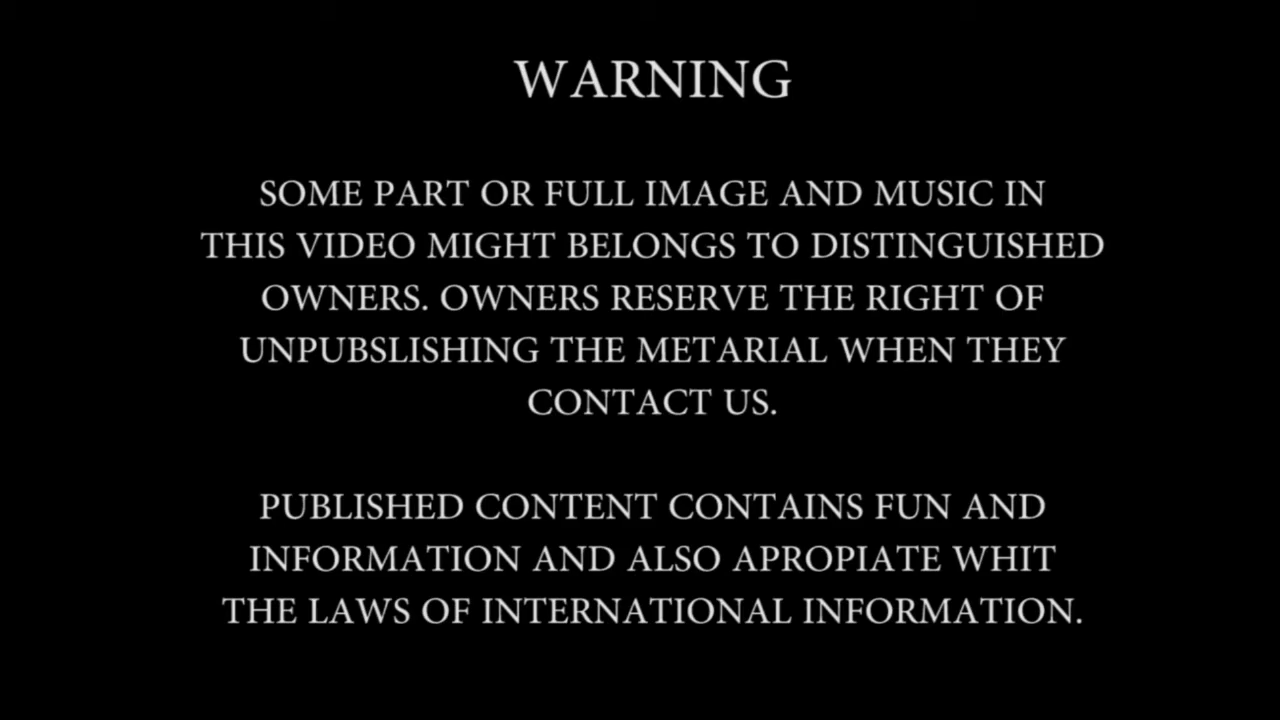 WARNING
SOME PART OR FULL IMAGE AND MUSIC IN
THIS VIDEO MIGHT BELONGS TO DISTINGUISHED
OWNERS. OWNERS RESERVE THE RIGHT OF
UNPUBSLISHING THE METARIAL WHEN THEY
CONTACT US.
PUBLISHED CONTENT CONTAINS FUN AND
INFORMATION AND ALSO APROPIATE WHIT
THE LAWS OF INTERNATIONAL INFORMATION.